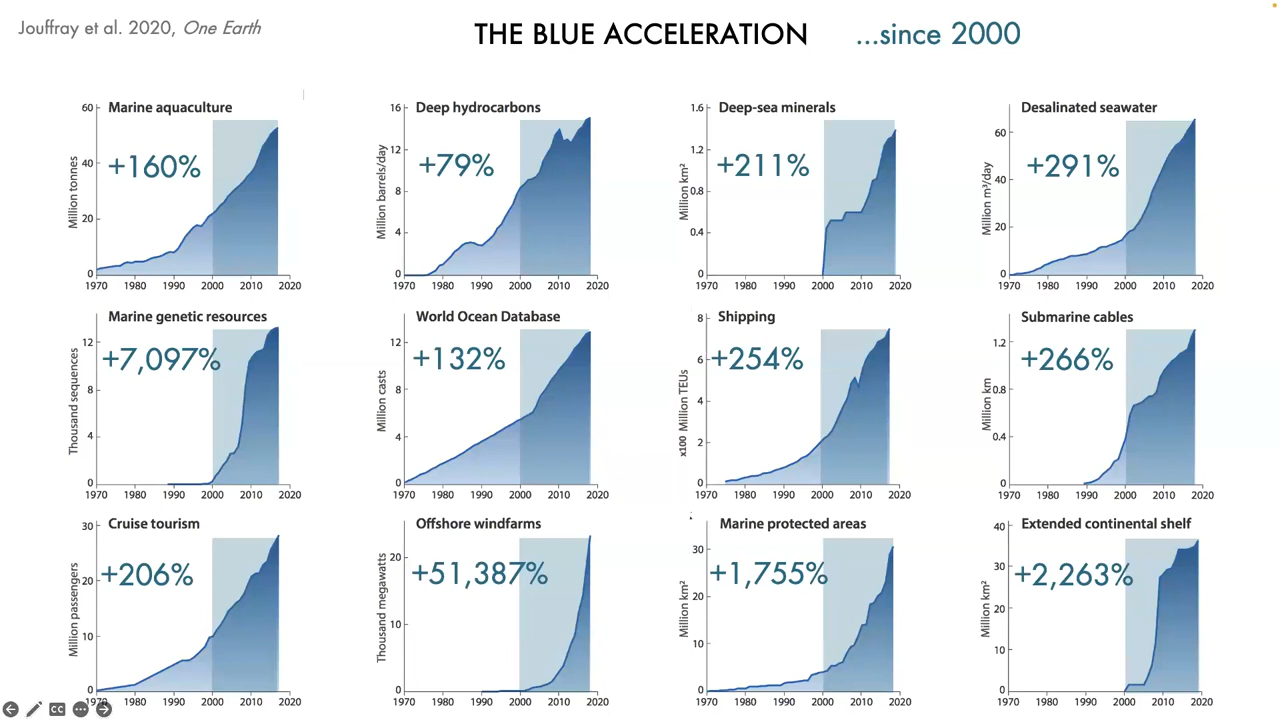 Jouffray et al. 2020, One Earth
THE BLUE ACCELERATION
...since 2000
Marine aquaculture
+160%
Million tonnes
60
40
20
0
1970 1980 1990 2000 2010 2020
Deep hydrocarbons
+79%
Million barrels/day
16
12
8
4
0
1970 1980 1990 2000 2010 2020
Deep-sea minerals
+211%
Million km²
1.6
1.2
0.8
0.4
0
1970 1980 1990 2000 2010 2020
Desalinated seawater
+291%
Million m³/day
60
40
20
0
1970 1980 1990 2000 2010 2020
Marine genetic resources
+7,097%
Thousand sequences
12
8
4
0
1970 1980 1990 2000 2010 2020
World Ocean Database
+132%
Million casts
12
8
4
0
1970 1980 1990 2000 2010 2020
Shipping
+254%
x100 Million TEUs
8
6
4
2
0
1970 1980 1990 2000 2010 2020
Submarine cables
+266%
Million km
1.2
0.8
0.4
0
1970 1980 1990 2000 2010 2020
Cruise tourism
+206%
Million passengers
30
20
10
0
1970 1980 1990 2000 2010 2020
Offshore windfarms
+51,387%
Thousand megawatts
20
10
0
1970 1980 1990 2000 2010 2020
Marine protected areas
+1,755%
Million km²
30
20
10
0
1970 1980 1990 2000 2010 2020
Extended continental shelf
+2,263%
Million km²
40
30
20
10
0
1970 1980 1990 2000 2010 2020
CC